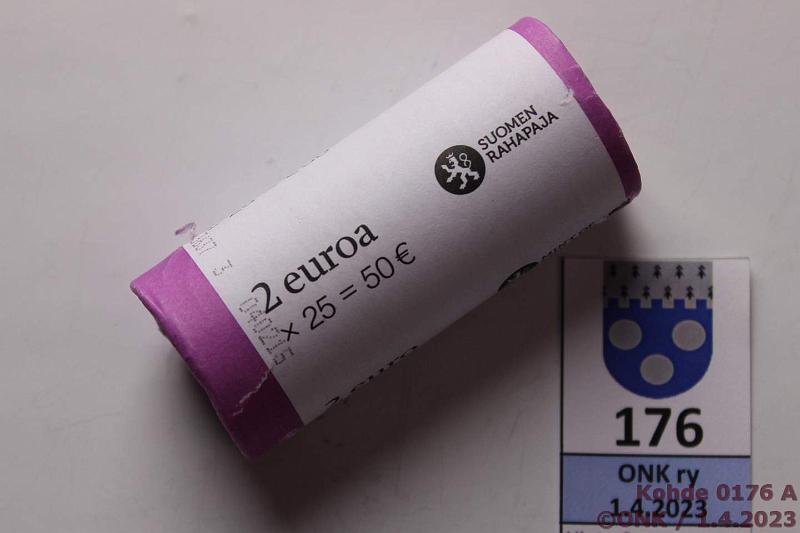 SUOMEN
RAHAPAJA
2 euroa
× 25 = 50 €
176
ONK ry
1.4.2023
Kohde 0176 A
©ONK / 1.4.2023